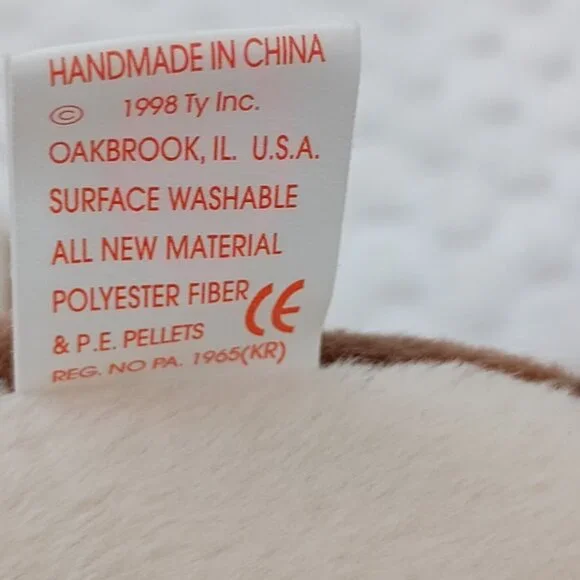 HANDMADE IN CHINA
© 1998 Ty Inc.
OAKBROOK, IL. U.S.A.
SURFACE WASHABLE
ALL NEW MATERIAL
POLYESTER FIBER CE
& P.E. PELLETS
REG. NO PA. 1965(KR)